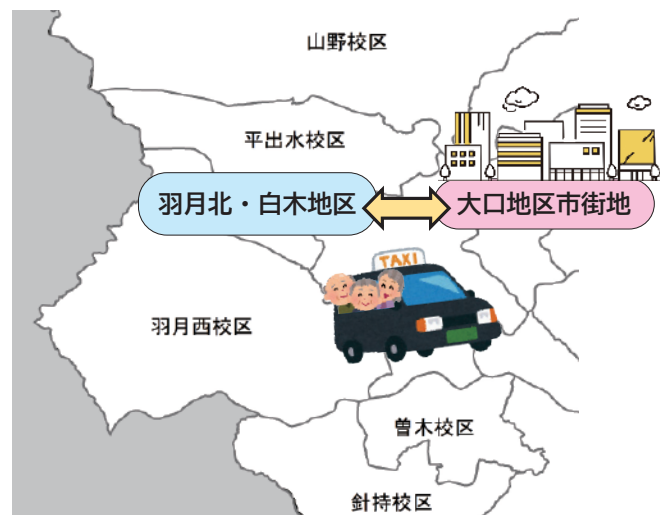 山野校区
平出水校区
羽月北・白木地区
大口地区市街地
TAXI
羽月西校区
曽木校区
針持校区